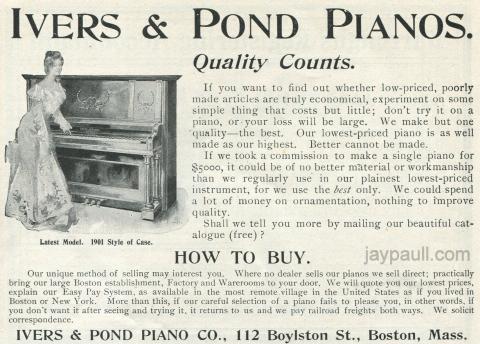 IVERS & POND PIANOS.
Quality Counts.
If you want to find out whether low-priced, poorly
made articles are truly economical, experiment on some
simple thing that costs but little; don't try it on a
piano, or your loss will be large. We make but one
quality—the best. Our lowest-priced piano is as well
made as our highest. Better cannot be made.
If we took a commission to make a single piano for
$5000, it could be of no better material or workmanship
than we regularly use in our plainest lowest-priced
instrument, for we use the best only. We could spend
a lot of money on ornamentation, nothing to improve
quality.
Shall we tell you more by mailing our beautiful cat-
alogue (free)?
Latest Model. 1901 Style of Case.
jaypaull.com
HOW TO BUY.
Our unique method of selling may interest you. Where no dealer sells our pianos we sell direct; practically
bring our large Boston establishment, Factory and Warerooms to your door. We will quote you our lowest prices,
explain our Easy Pay System, as available in the most remote village in the United States as if you lived in
Boston or New York. More than this, if our careful selection of a piano fails to please you, in other words, if
you don't want it after seeing and trying it, it returns to us and we pay railroad freights both ways. We solicit
correspondence.
IVERS & POND PIANO CO., 112 Boylston St., Boston, Mass.